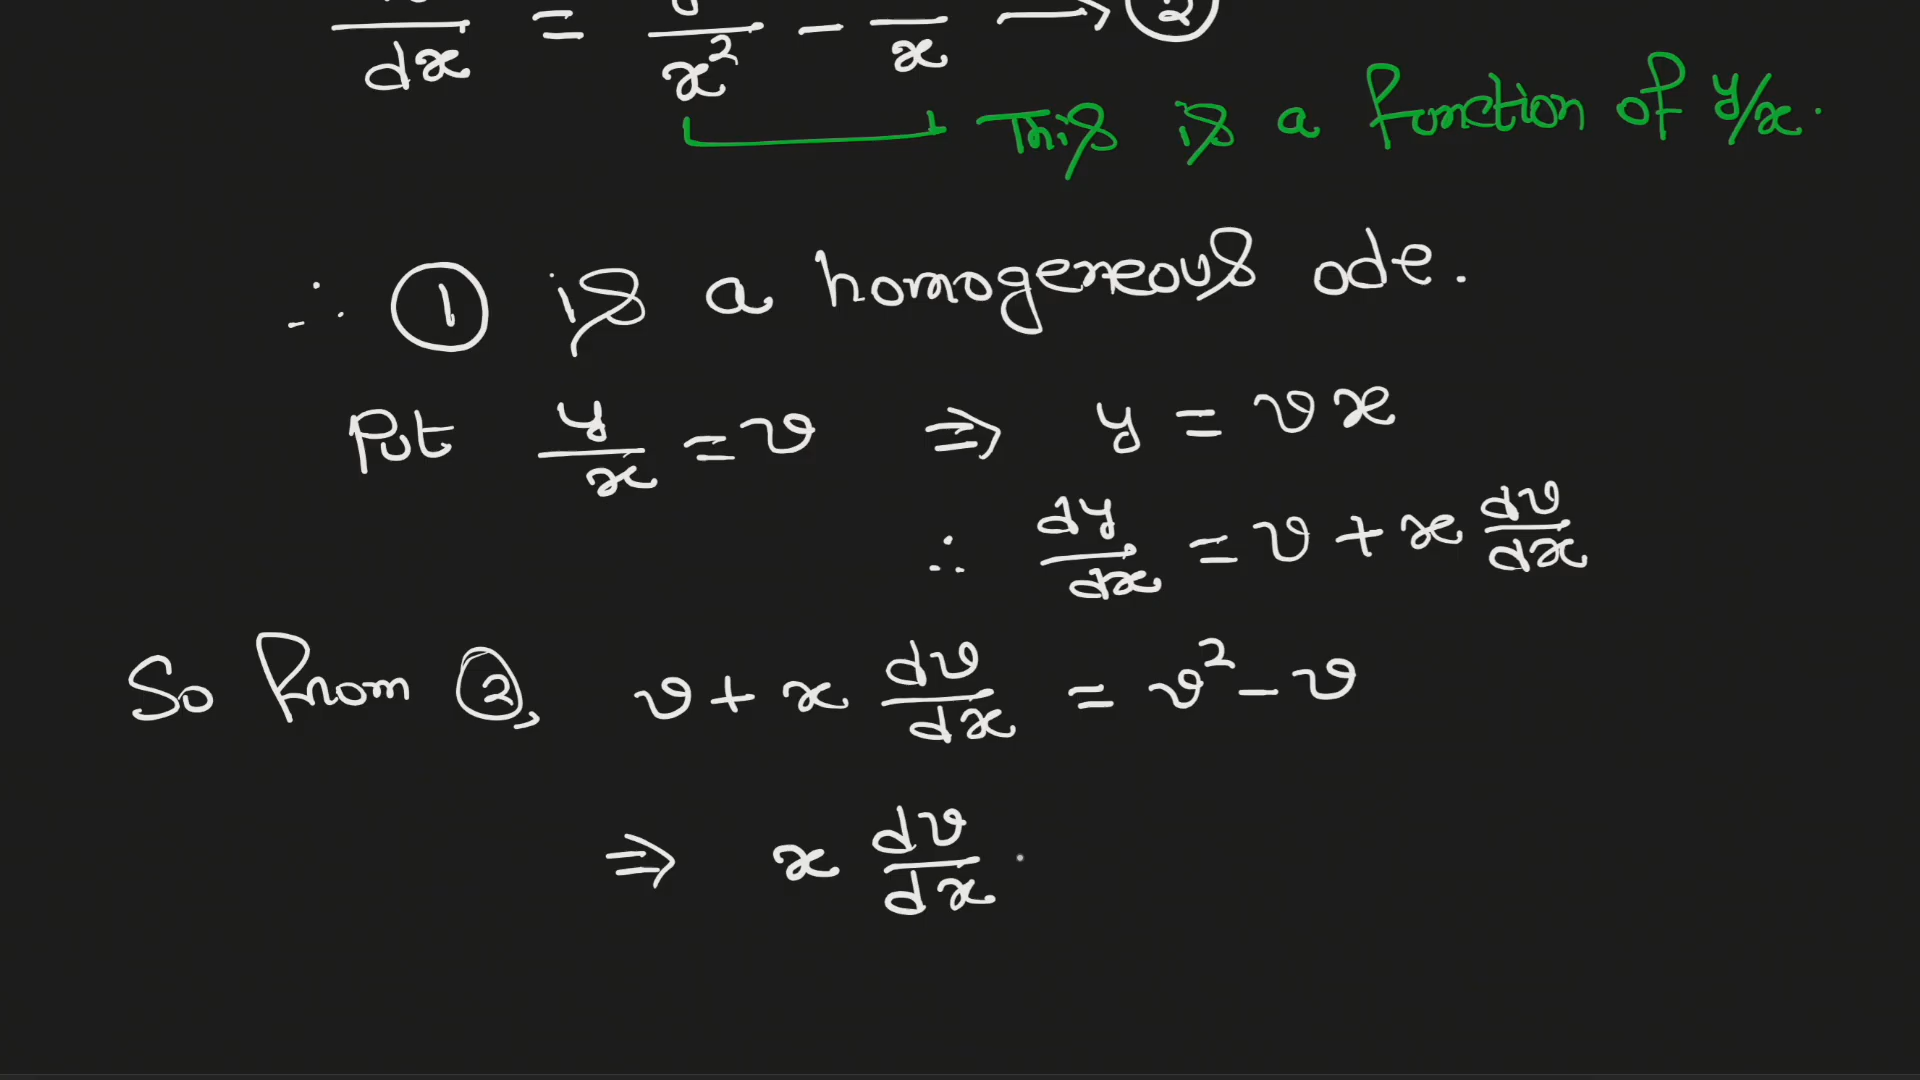 dx = x² - x → ②
This is a function of y/x.
∴ ① is a homogeneous ode.
Put y/x = v ⇒ y = vx
∴ dy/dx = v + x dv/dx
So from ②, v + x dv/dx = v² - v
⇒ x dv/dx